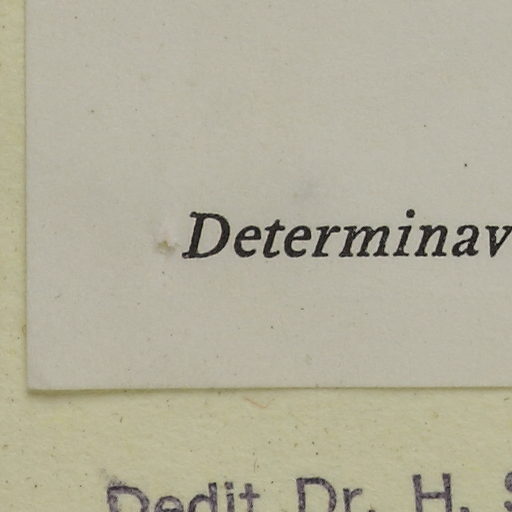 Determinav
Dedit Dr. H. S